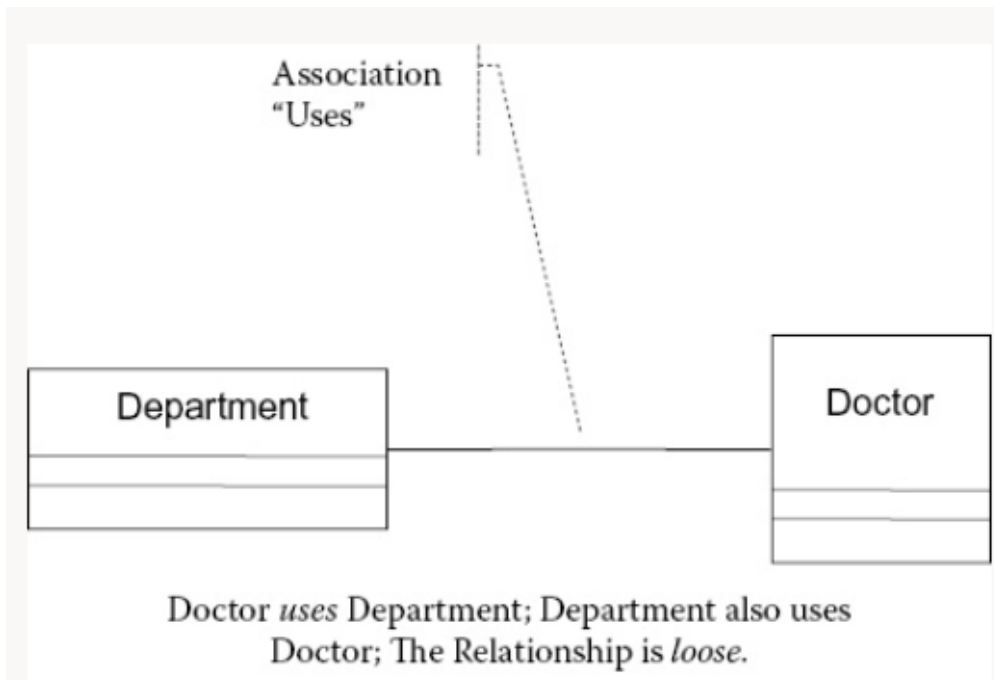 Association
“Uses”
Department
Doctor
Doctor uses Department; Department also uses
Doctor; The Relationship is loose.